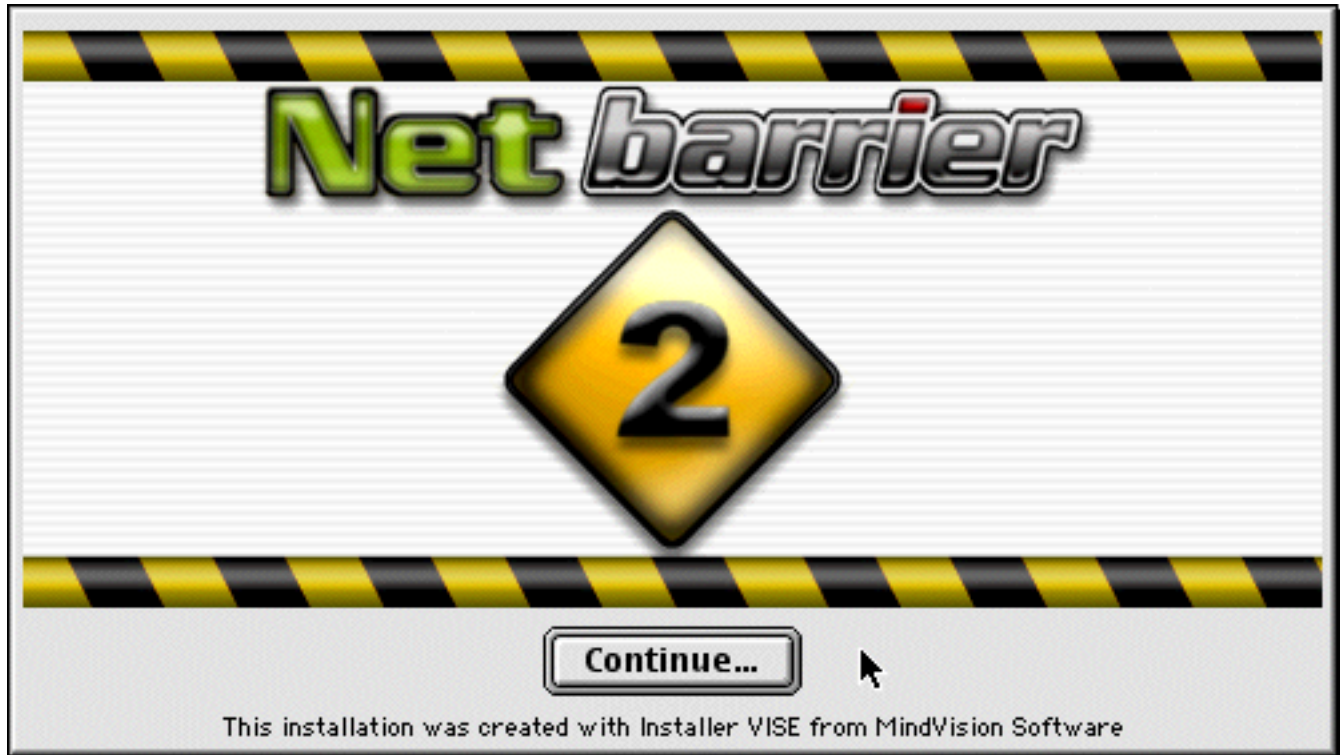 Net barrier
2
Continue...
This installation was created with Installer VISE from MindVision Software